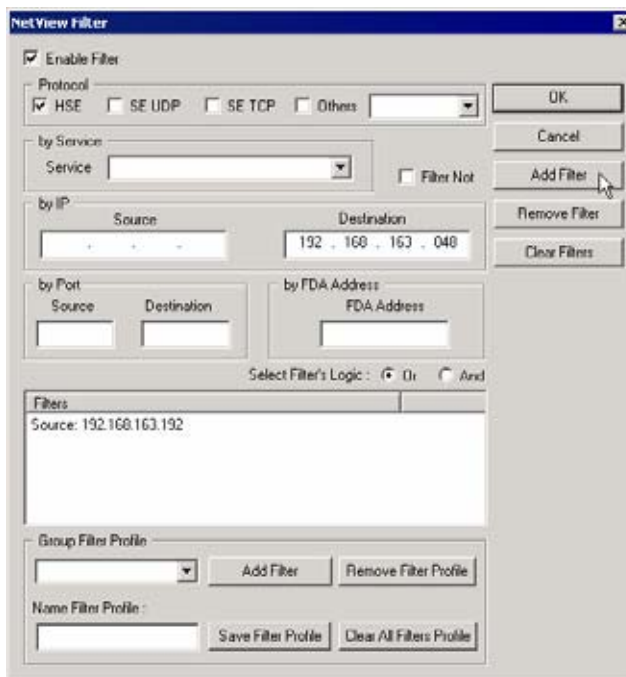 NetView Filter
Enable Filter
Protocol
HSE SE UDP SE TCP Others
OK
by Service
Cancel
Service
Filter Not
Add Filter
by IP
Source Destination
Remove Filter
. . . 192 . 168 . 163 . 048
Clear Filters
by Port by FDA Address
Source Destination FDA Address
Select Filter's Logic : Or And
Filters
Source: 192.168.163.192
Group Filter Profile
Add Filter Remove Filter Profile
Name Filter Profile :
Save Filter Profile Clear All Filters Profile